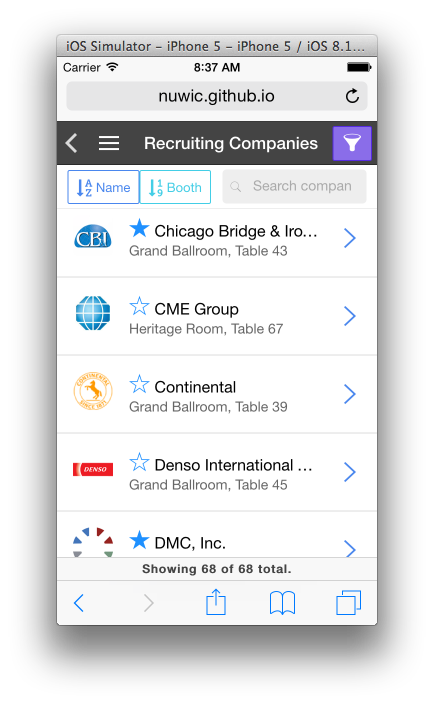 iOS Simulator – iPhone 5 – iPhone 5 / iOS 8.1...
Carrier 8:37 AM
nuwic.github.io
Recruiting Companies
A Z Name 1 9 Booth Search compan
CBI
Chicago Bridge & Iro...
Grand Ballroom, Table 43
CME Group
Heritage Room, Table 67
CONTINENTAL
SINCE 1871
Continental
Grand Ballroom, Table 39
DENSO
Denso International ...
Grand Ballroom, Table 45
DMC, Inc.
Showing 68 of 68 total.